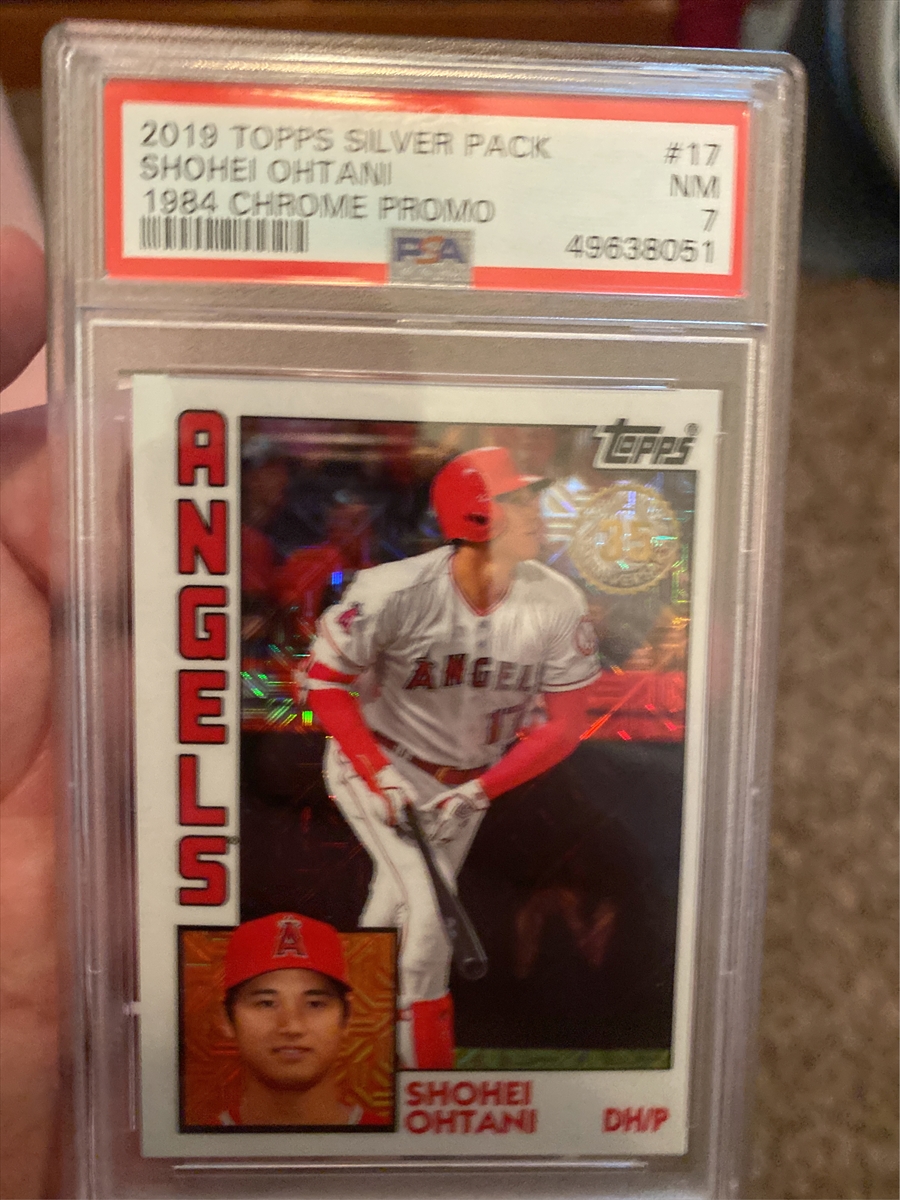 2019 TOPPS SILVER PACK #17
SHOHEI OHTANI NM
1984 CHROME PROMO 7
PSA 49638051
ANGELS
topps®
35
ANGELS
17
A
SHOHEI
OHTANI
DH/P